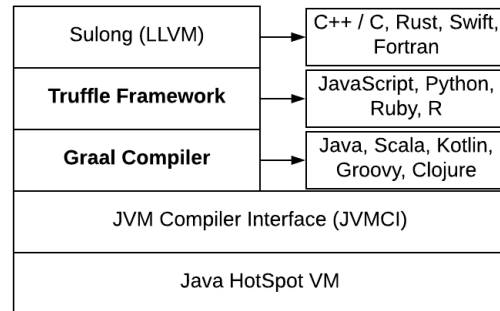 Sulong (LLVM)
C++ / C, Rust, Swift,
Fortran
Truffle Framework
JavaScript, Python,
Ruby, R
Graal Compiler
Java, Scala, Kotlin,
Groovy, Clojure
JVM Compiler Interface (JVMCI)
Java HotSpot VM